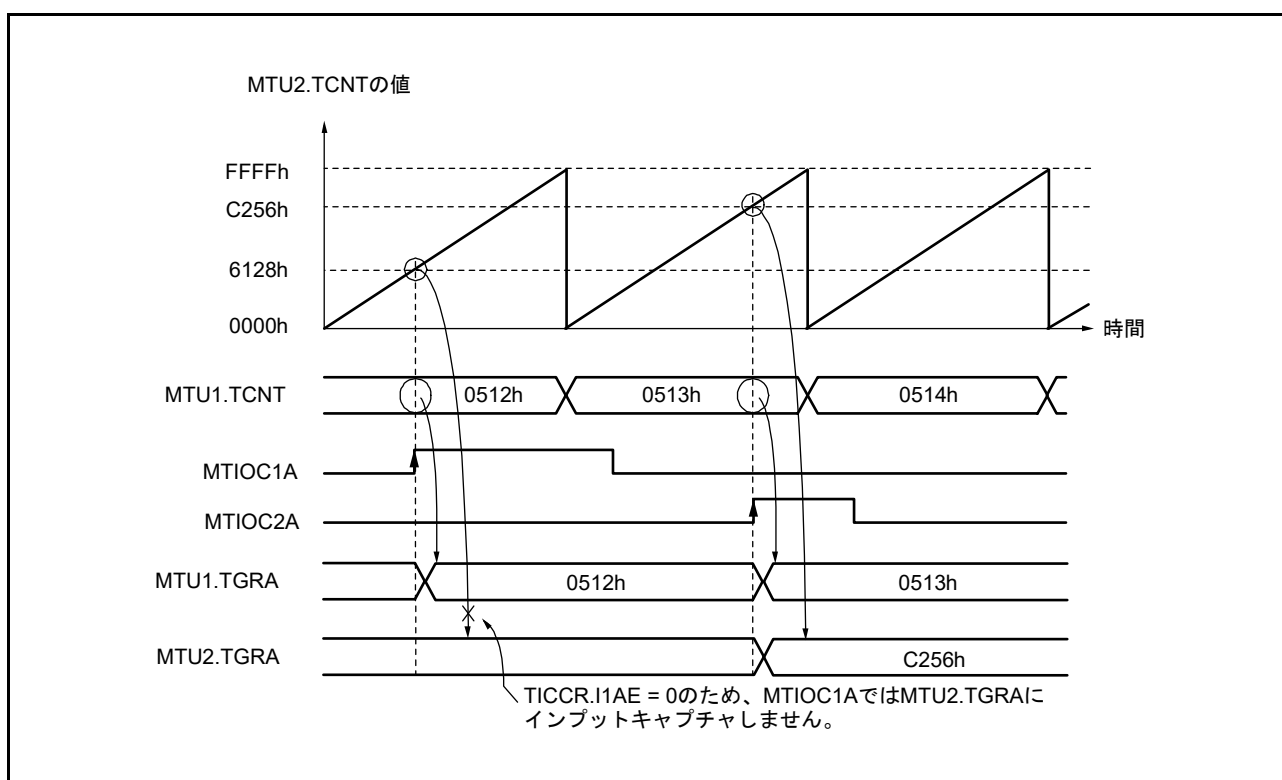 MTU2.TCNTの値
FFFFh
C256h
6128h
0000h
時間
MTU1.TCNT
0512h
0513h
0514h
MTIOC1A
MTIOC2A
MTU1.TGRA
0512h
0513h
MTU2.TGRA
C256h
TICCR.I1AE = 0のため、MTIOC1AではMTU2.TGRAに
インプットキャプチャしません。